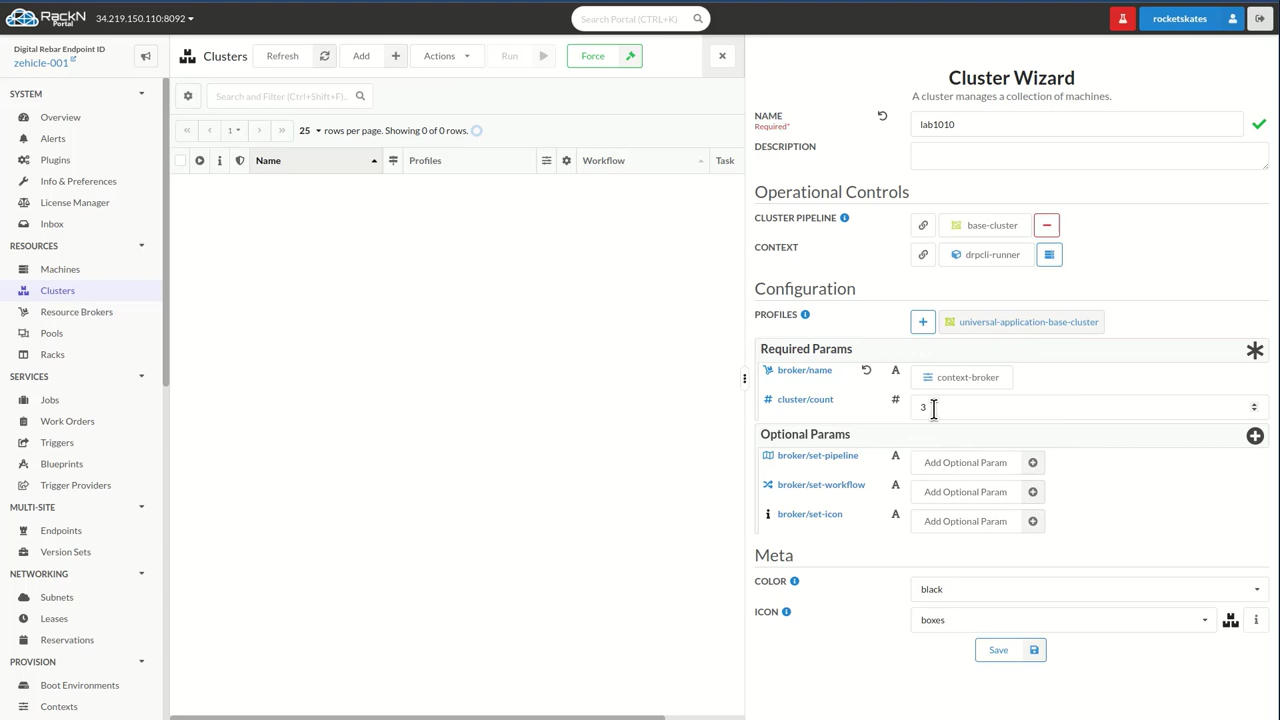 RackN Portal 34.219.150.110:8092 Search Portal (CTRL+K) rocketskates
Digital Rebar Endpoint ID
zehicle-001
SYSTEM
Overview
Alerts
Plugins
Info & Preferences
License Manager
Inbox
RESOURCES
Machines
Clusters
Resource Brokers
Pools
Racks
SERVICES
Jobs
Work Orders
Triggers
Blueprints
Trigger Providers
MULTI-SITE
Endpoints
Version Sets
NETWORKING
Subnets
Leases
Reservations
PROVISION
Boot Environments
Contexts
Clusters Refresh Add Actions Run Force
Search and Filter (Ctrl+Shift+F)..
1 25 rows per page. Showing 0 of 0 rows.
Name Profiles Workflow Task
Cluster Wizard
A cluster manages a collection of machines.
NAME
Required*
lab1010
DESCRIPTION
Operational Controls
CLUSTER PIPELINE base-cluster
CONTEXT drpcli-runner
Configuration
PROFILES universal-application-base-cluster
Required Params
broker/name A context-broker
cluster/count # 3
Optional Params
broker/set-pipeline A Add Optional Param
broker/set-workflow A Add Optional Param
broker/set-icon A Add Optional Param
Meta
COLOR black
ICON boxes
Save